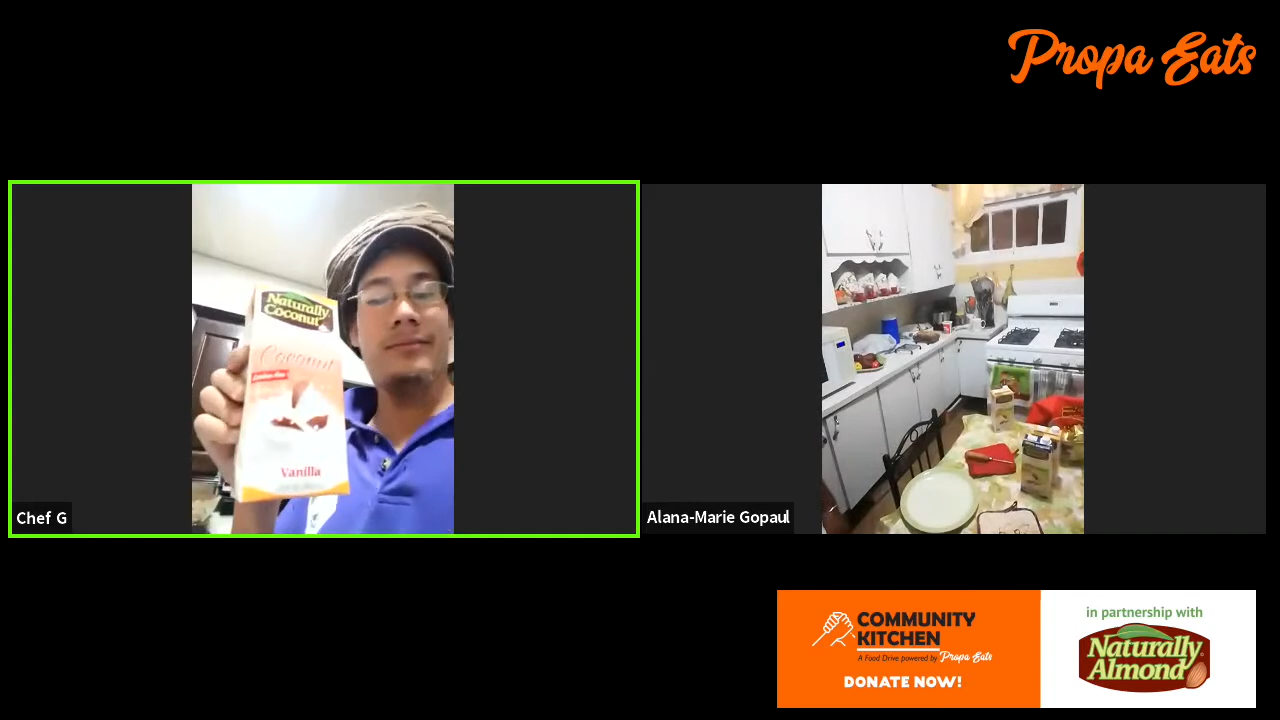 Propa Eats
Naturally
Coconut
Coconut
Vanilla
Chef G
Alana-Marie Gopaul
COMMUNITY
KITCHEN
A Food Drive powered by Propa Eats
DONATE NOW!
in partnership with
Naturally
Almond